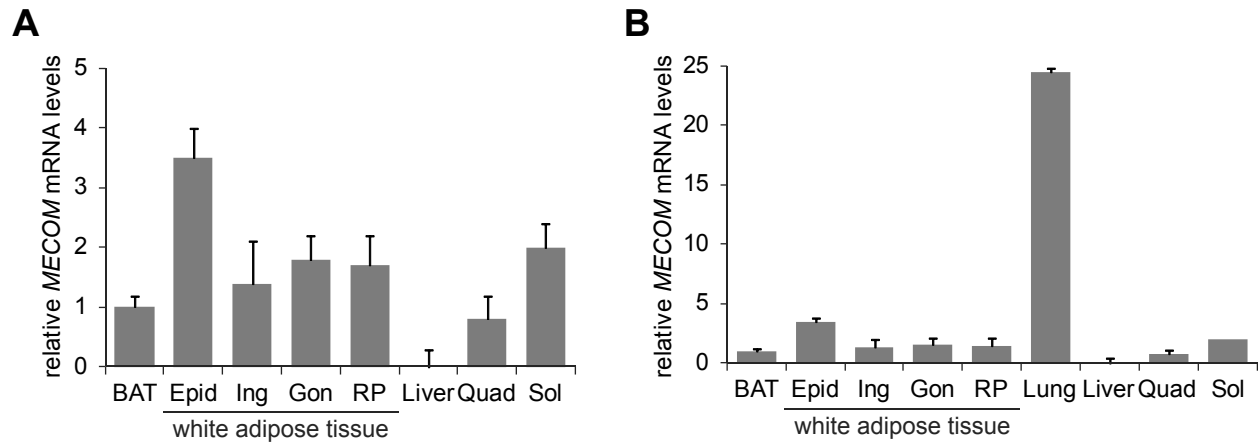 A
relative MECOM mRNA levels
5
4
3
2
1
0
BAT Epid Ing Gon RP Liver Quad Sol
white adipose tissue
B
relative MECOM mRNA levels
25
20
15
10
5
0
BAT Epid Ing Gon RP Lung Liver Quad Sol
white adipose tissue